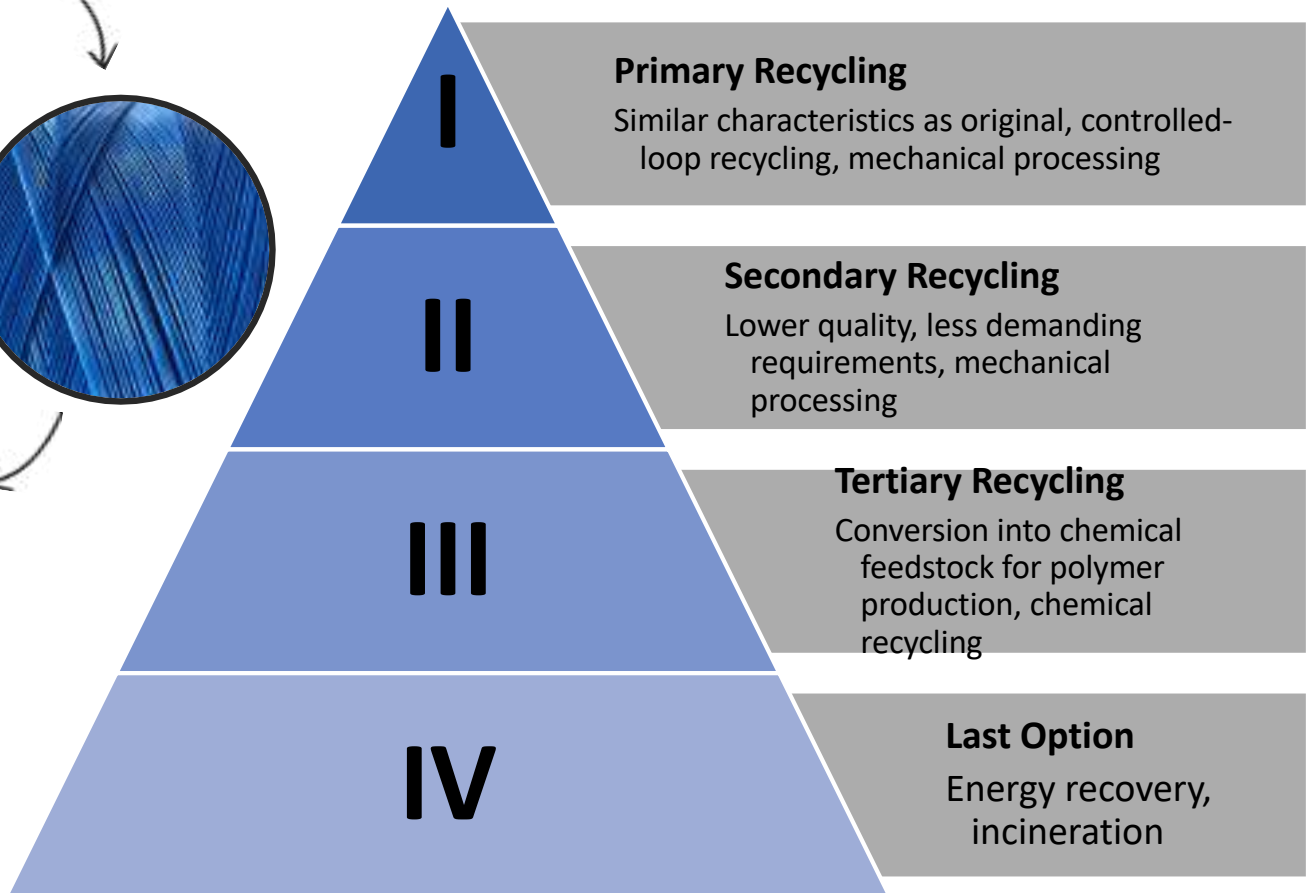 I
Primary Recycling
Similar characteristics as original, controlled-
loop recycling, mechanical processing
II
Secondary Recycling
Lower quality, less demanding
requirements, mechanical
processing
III
Tertiary Recycling
Conversion into chemical
feedstock for polymer
production, chemical
recycling
IV
Last Option
Energy recovery,
incineration